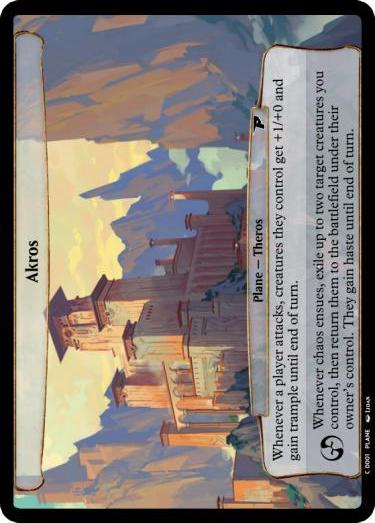 Akros
Plane – Theros
Whenever a player attacks, creatures they control get +1/+0 and
gain trample until end of turn.
Whenever chaos ensues, exile up to two target creatures you
control, then return them to the battlefield under their
owner's control. They gain haste until end of turn.
C 0001 PLANE